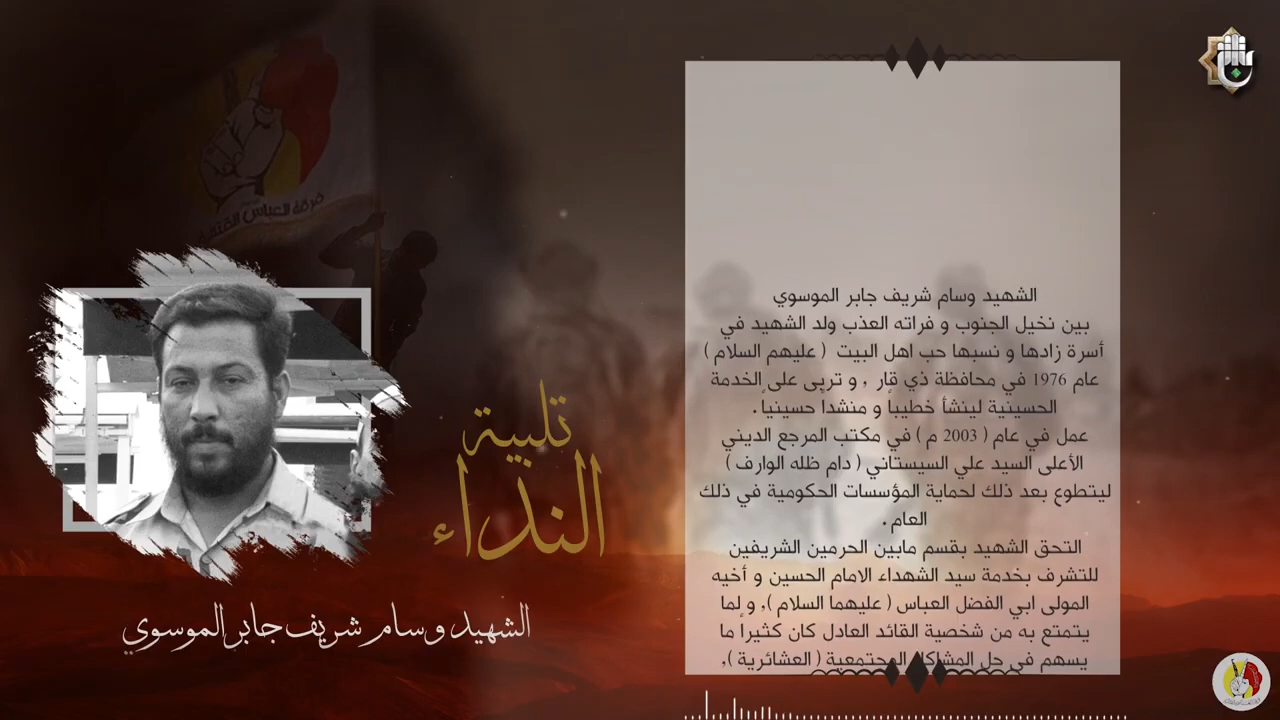 فرقة العباس القتالية
تلبية
النداء
الشهيد وسام شريف جابر الموسوي
الشهيد وسام شريف جابر الموسوي
بين نخيل الجنوب و فراته العذب ولد الشهيد في
أسرة زادها و نسبها حب اهل البيت ( عليهم السلام )
عام 1976 في محافظة ذي قار , و تربى على الخدمة
الحسينية لينشأ خطيباً و منشداً حسينياً .
عمل في عام ( 2003 م ) في مكتب المرجع الديني
الأعلى السيد علي السيستاني ( دام ظله الوارف )
ليتطوع بعد ذلك لحماية المؤسسات الحكومية في ذلك
العام .
التحق الشهيد بقسم مابين الحرمين الشريفين
للتشرف بخدمة سيد الشهداء الامام الحسين و أخيه
المولى ابي الفضل العباس ( عليهما السلام ), و لما
يتمتع به من شخصية القائد العادل كان كثيراً ما
يسهم في حل المشاكل المجتمعية ( العشائرية ),